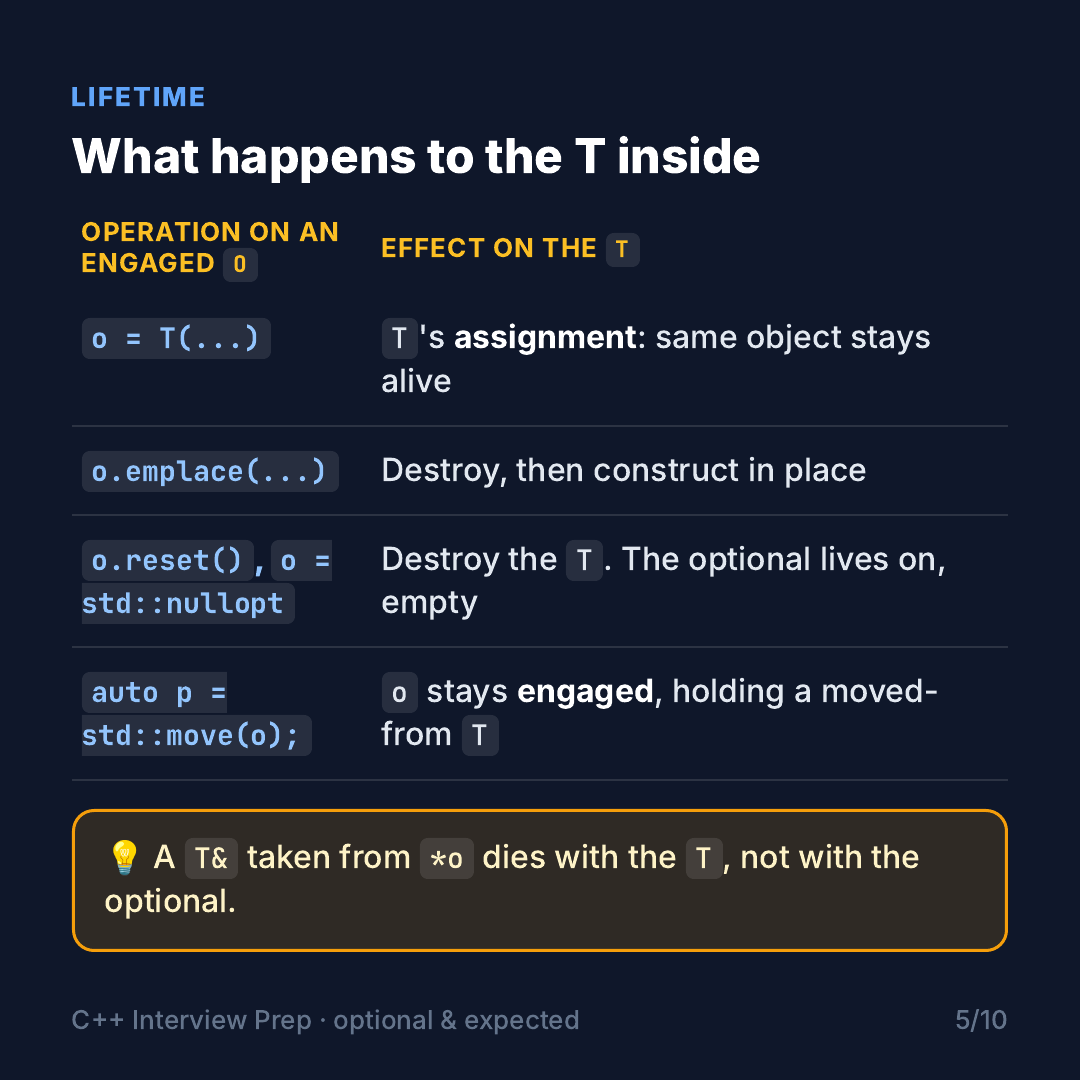 LIFETIME
What happens to the T inside
OPERATION ON AN
ENGAGED O
EFFECT ON THE T
o = T(...)
T's assignment: same object stays
alive
o.emplace(...)
Destroy, then construct in place
o.reset(), o =
std::nullopt
Destroy the T. The optional lives on,
empty
auto p =
std::move(o);
o stays engaged, holding a moved-
from T
💡 A T& taken from *o dies with the T, not with the
optional.
C++ Interview Prep · optional & expected
5/10